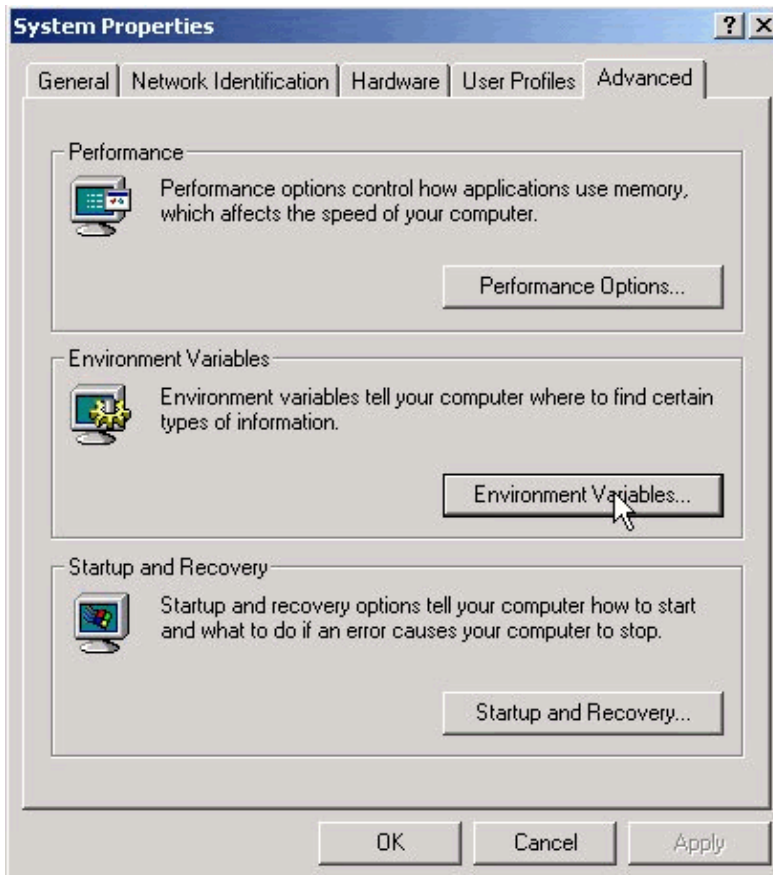 System Properties
General
Network Identification
Hardware
User Profiles
Advanced
Performance
Performance options control how applications use memory,
which affects the speed of your computer.
Performance Options...
Environment Variables
Environment variables tell your computer where to find certain
types of information.
Environment Variables...
Startup and Recovery
Startup and recovery options tell your computer how to start
and what to do if an error causes your computer to stop.
Startup and Recovery...
OK
Cancel
Apply